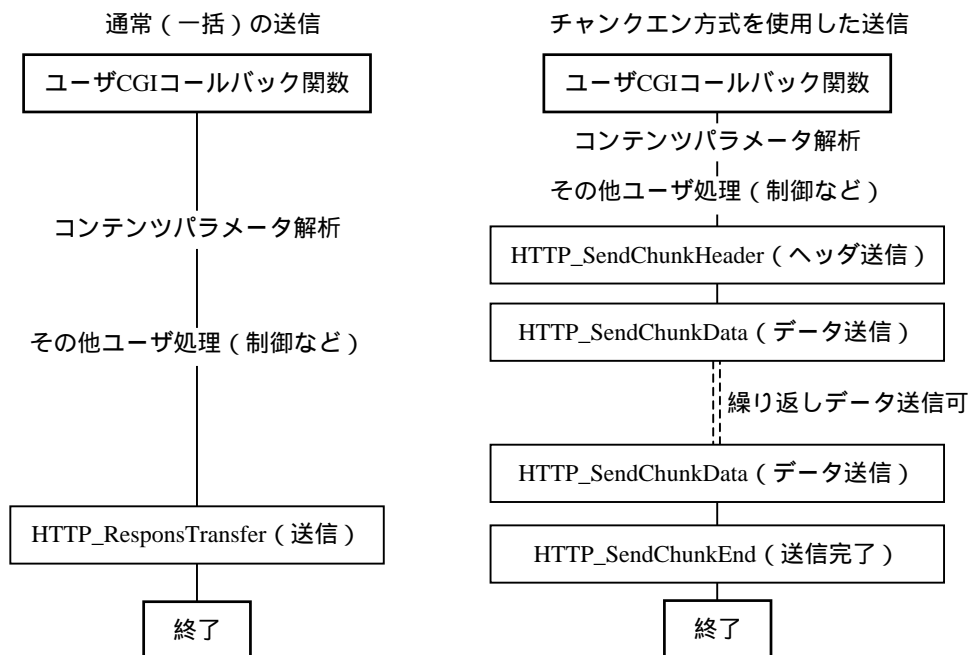 通常（一括）の送信
ユーザCGIコールバック関数
コンテンツパラメータ解析
その他ユーザ処理（制御など）
HTTP_ResponsTransfer（送信）
終了
チャンクエン方式を使用した送信
ユーザCGIコールバック関数
コンテンツパラメータ解析
その他ユーザ処理（制御など）
HTTP_SendChunkHeader（ヘッダ送信）
HTTP_SendChunkData（データ送信）
繰り返しデータ送信可
HTTP_SendChunkData（データ送信）
HTTP_SendChunkEnd（送信完了）
終了